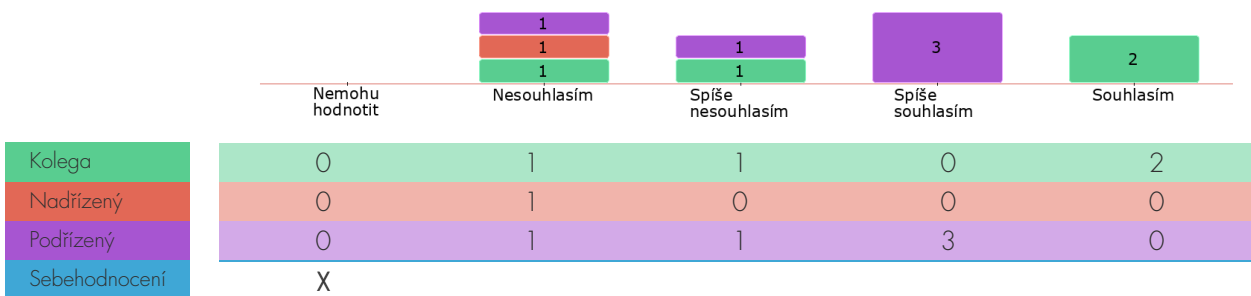 1
1
1
1
1
3
2
Nemohu hodnotit
Nesouhlasím
Spíše nesouhlasím
Spíše souhlasím
Souhlasím
Kolega 0 1 1 0 2
Nadřízený 0 1 0 0 0
Podřízený 0 1 1 3 0
Sebehodnocení X